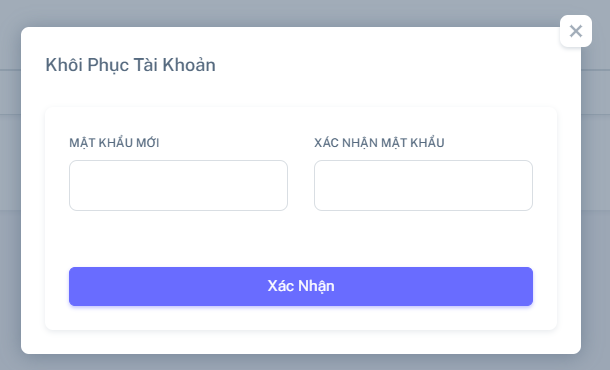 Khôi Phục Tài Khoản
MẬT KHẨU MỚI
XÁC NHẬN MẬT KHẨU
Xác Nhận